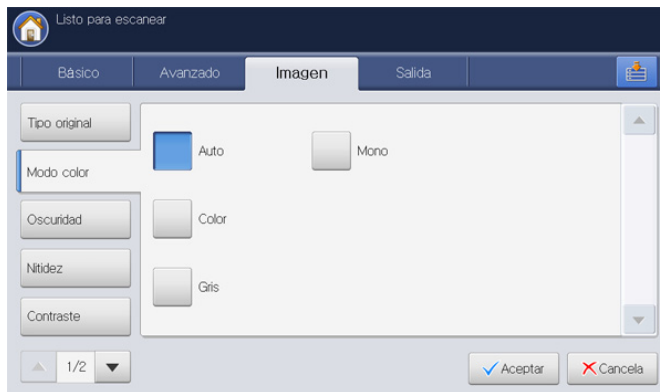 Listo para escanear
Básico
Avanzado
Imagen
Salida
Tipo original
Modo color
Oscuridad
Nitidez
Contraste
1/2
Auto
Mono
Color
Gris
Aceptar
Cancela